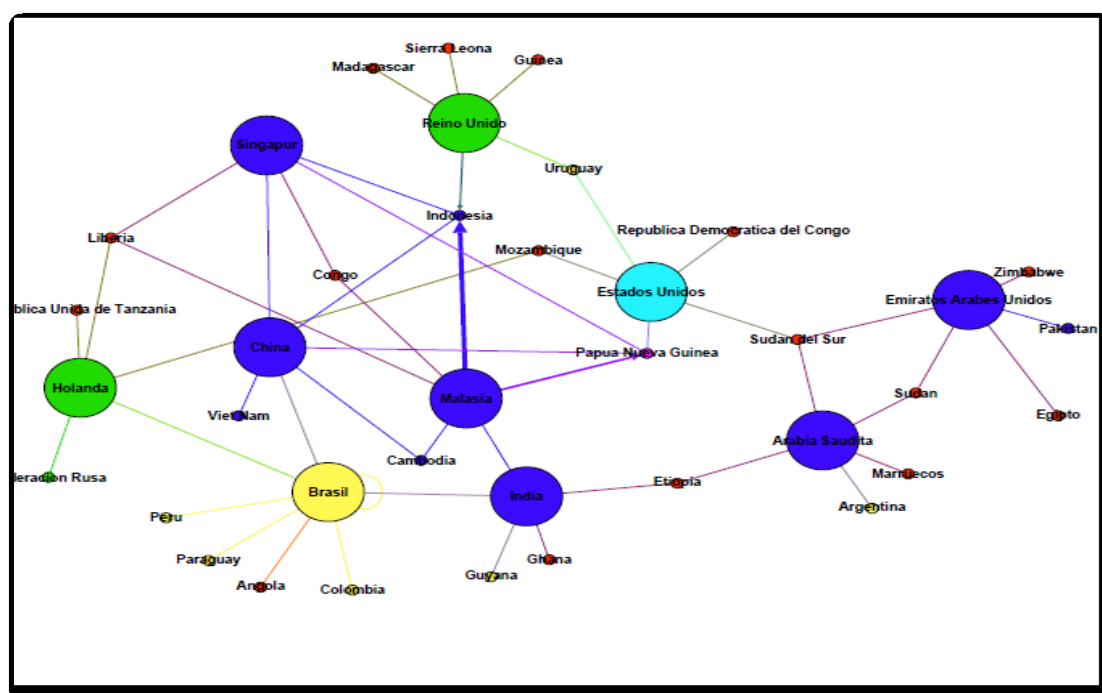 Sierra Leona
Guinea
Madagascar
Reino Unido
Singapur
Uruguay
Indonesia
Republica Democratica del Congo
Liberia
Mozambique
Congo
Zimbabwe
Estados Unidos
Emiratos Arabes Unidos
blica Unida de Tanzania
Pakistan
Sudan del Sur
China
Papua Nueva Guinea
Holanda
Malasia
Sudan
Viet Nam
Egipto
Arabia Saudita
Cambodia
Marruecos
deracion Rusa
Etiopia
Brasil
India
Argentina
Peru
Paraguay
Ghana
Guyana
Angola
Colombia